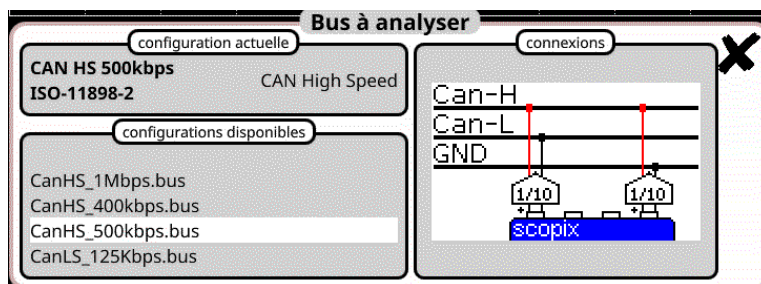 Bus à analyser
configuration actuelle
CAN HS 500kbps
ISO-11898-2
CAN High Speed
configurations disponibles
CanHS_1Mbps.bus
CanHS_400kbps.bus
CanHS_500kbps.bus
CanLS_125Kbps.bus
connexions
Can-H
Can-L
GND
1/10 1/10
+ +
scopix